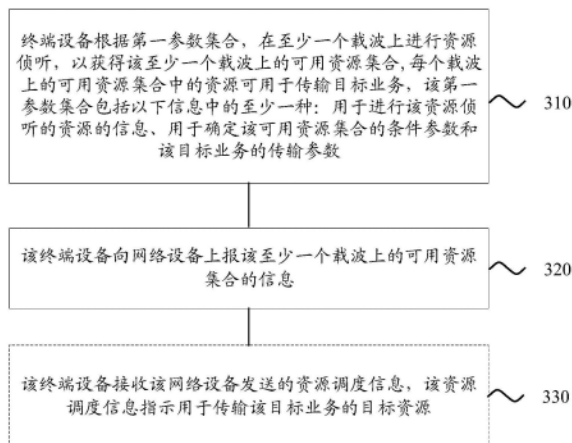 终端设备根据第一参数集合，在至少一个载波上进行资源
侦听，以获得该至少一个载波上的可用资源集合，每个载波
上的可用资源集合中的资源可用于传输目标业务，该第一
参数集合包括以下信息中的至少一种：用于进行该资源侦
听的资源的信息、用于确定该可用资源集合的条件参数和
该目标业务的传输参数
310
该终端设备向网络设备上报该至少一个载波上的可用资源
集合的信息
320
该终端设备接收该网络设备发送的资源调度信息，该资源
调度信息指示用于传输该目标业务的目标资源
330